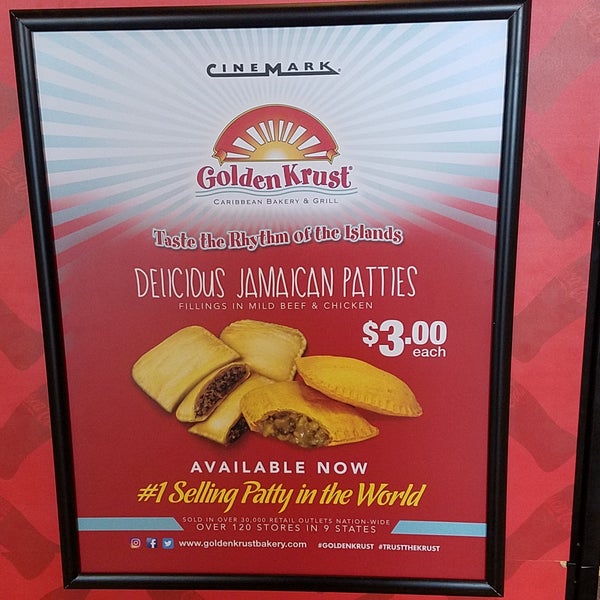 CINEMARK
Golden Krust
CARIBBEAN BAKERY & GRILL
Taste the Rhythm of the Islands
DELICIOUS JAMAICAN PATTIES
FILLINGS IN MILD BEEF & CHICKEN
$3.00
each
AVAILABLE NOW
#1 Selling Patty in the World
SOLD IN OVER 30,000 RETAIL OUTLETS NATION-WIDE
OVER 120 STORES IN 9 STATES
www.goldenkrustbakery.com #GOLDENKRUST #TRUSTTHEKRUST